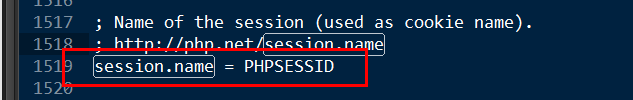 1516
1517 ; Name of the session (used as cookie name).
1518 ; http://php.net/session.name
1519 session.name = PHPSESSID
1520